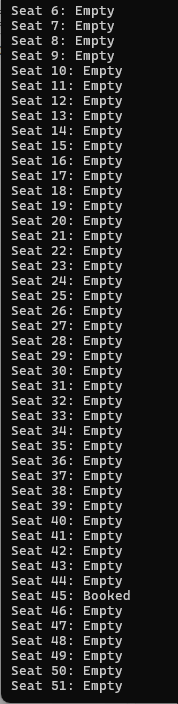 Seat 6: Empty
Seat 7: Empty
Seat 8: Empty
Seat 9: Empty
Seat 10: Empty
Seat 11: Empty
Seat 12: Empty
Seat 13: Empty
Seat 14: Empty
Seat 15: Empty
Seat 16: Empty
Seat 17: Empty
Seat 18: Empty
Seat 19: Empty
Seat 20: Empty
Seat 21: Empty
Seat 22: Empty
Seat 23: Empty
Seat 24: Empty
Seat 25: Empty
Seat 26: Empty
Seat 27: Empty
Seat 28: Empty
Seat 29: Empty
Seat 30: Empty
Seat 31: Empty
Seat 32: Empty
Seat 33: Empty
Seat 34: Empty
Seat 35: Empty
Seat 36: Empty
Seat 37: Empty
Seat 38: Empty
Seat 39: Empty
Seat 40: Empty
Seat 41: Empty
Seat 42: Empty
Seat 43: Empty
Seat 44: Empty
Seat 45: Booked
Seat 46: Empty
Seat 47: Empty
Seat 48: Empty
Seat 49: Empty
Seat 50: Empty
Seat 51: Empty